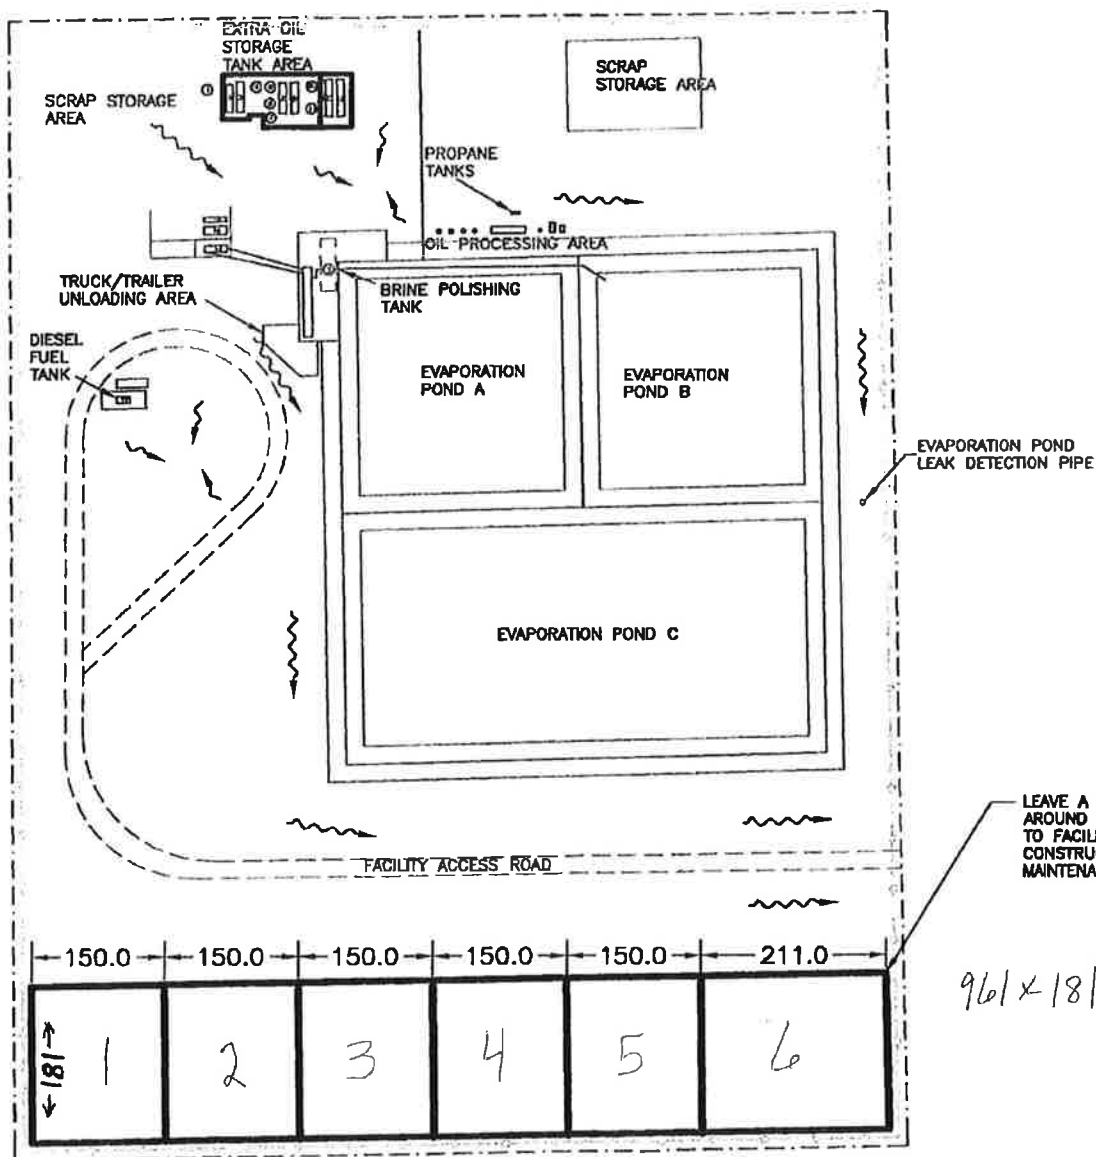 EXTRA OIL
STORAGE
TANK AREA
SCRAP
STORAGE AREA
SCRAP STORAGE
AREA
PROPANE
TANKS
OIL PROCESSING AREA
TRUCK/TRAILER
UNLOADING AREA
BRINE POLISHING
TANK
DIESEL
FUEL
TANK
EVAPORATION
POND A
EVAPORATION
POND B
EVAPORATION POND
LEAK DETECTION PIPE
EVAPORATION POND C
LEAVE A
AROUND
TO FACIL
CONSTRU
MAINTENA
FACILITY ACCESS ROAD
150.0 150.0 150.0 150.0 150.0 211.0
961 x 181
181 1 2 3 4 5 6